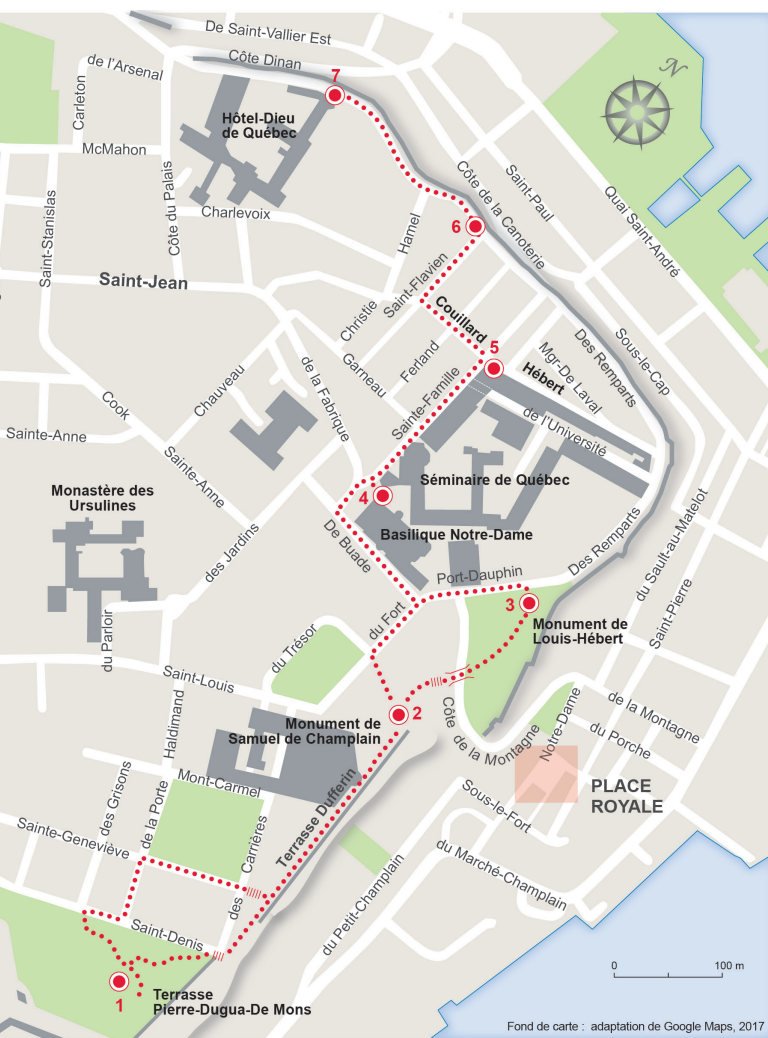 De Saint-Vallier Est
N
Côte Dinan
de l'Arsenal
7
Carleton
Hôtel-Dieu
de Québec
McMahon
Côte du Palais
Saint-Stanislas
Charlevoix
Hamel
6
Côte de la Canoterie
Saint-Paul
Quai Saint-André
Saint-Jean
Saint-Flavien
Christie
Couillard
5
Garneau
Ferland
Hébert
Mgr-De Laval
Des Remparts
Sous-le-Cap
Chauveau
de la Fabrique
Cook
Sainte-Famille
de l'Université
Sainte-Anne
Sainte-Anne
Séminaire de Québec
4
Monastère des
Ursulines
Basilique Notre-Dame
De Buade
des Jardins
Des Remparts
du Sault-au-Matelot
Port-Dauphin
Saint-Pierre
3
Monument de
Louis-Hébert
du Fort
du Parloir
du Trésor
Saint-Louis
Haldimand
2
Monument de
Samuel de Champlain
Côte de la Montagne
Notre-Dame
de la Montagne
du Porche
PLACE
ROYALE
Mont-Carmel
des Grisons
de la Porte
Terrasse Dufferin
Sous-le-Fort
Sainte-Geneviève
des Carrières
du Marché-Champlain
du Petit-Champlain
Saint-Denis
1
Terrasse
Pierre-Dugua-De Mons
0
100 m
Fond de carte : adaptation de Google Maps, 2017